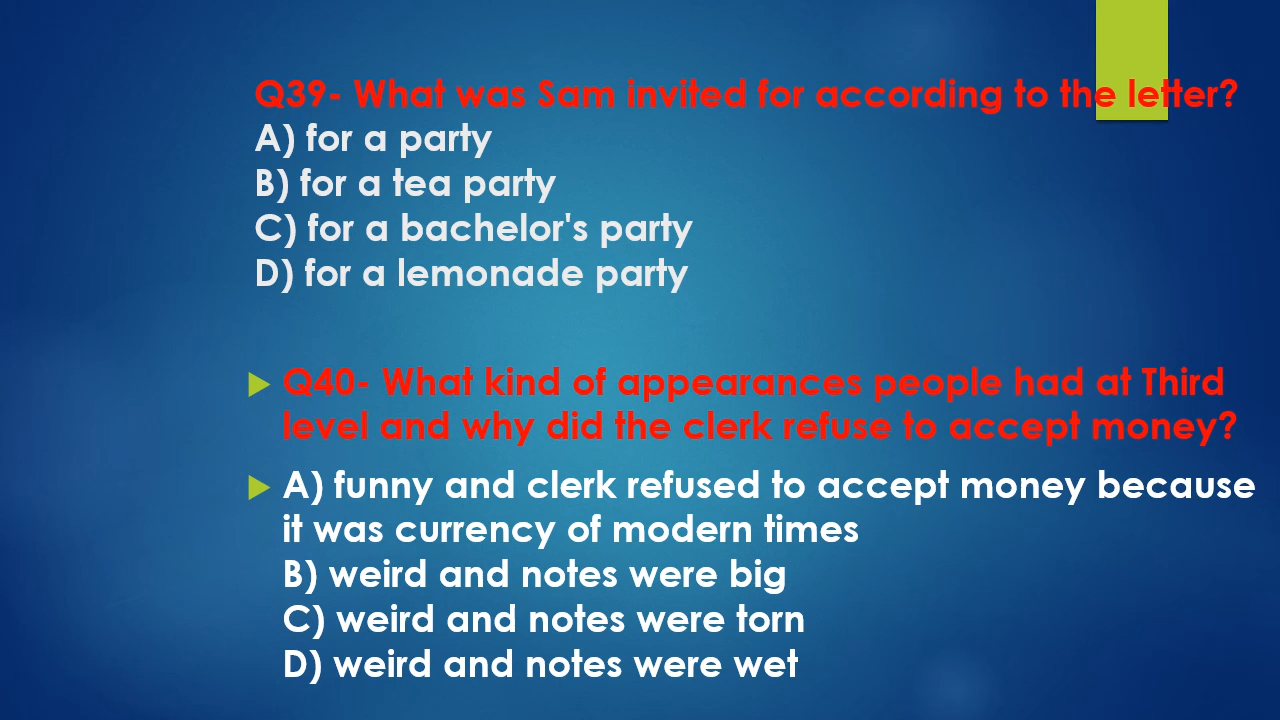 Q39- What was Sam invited for according to the letter?
A) for a party
B) for a tea party
C) for a bachelor's party
D) for a lemonade party
Q40- What kind of appearances people had at Third
level and why did the clerk refuse to accept money?
A) funny and clerk refused to accept money because
it was currency of modern times
B) weird and notes were big
C) weird and notes were torn
D) weird and notes were wet